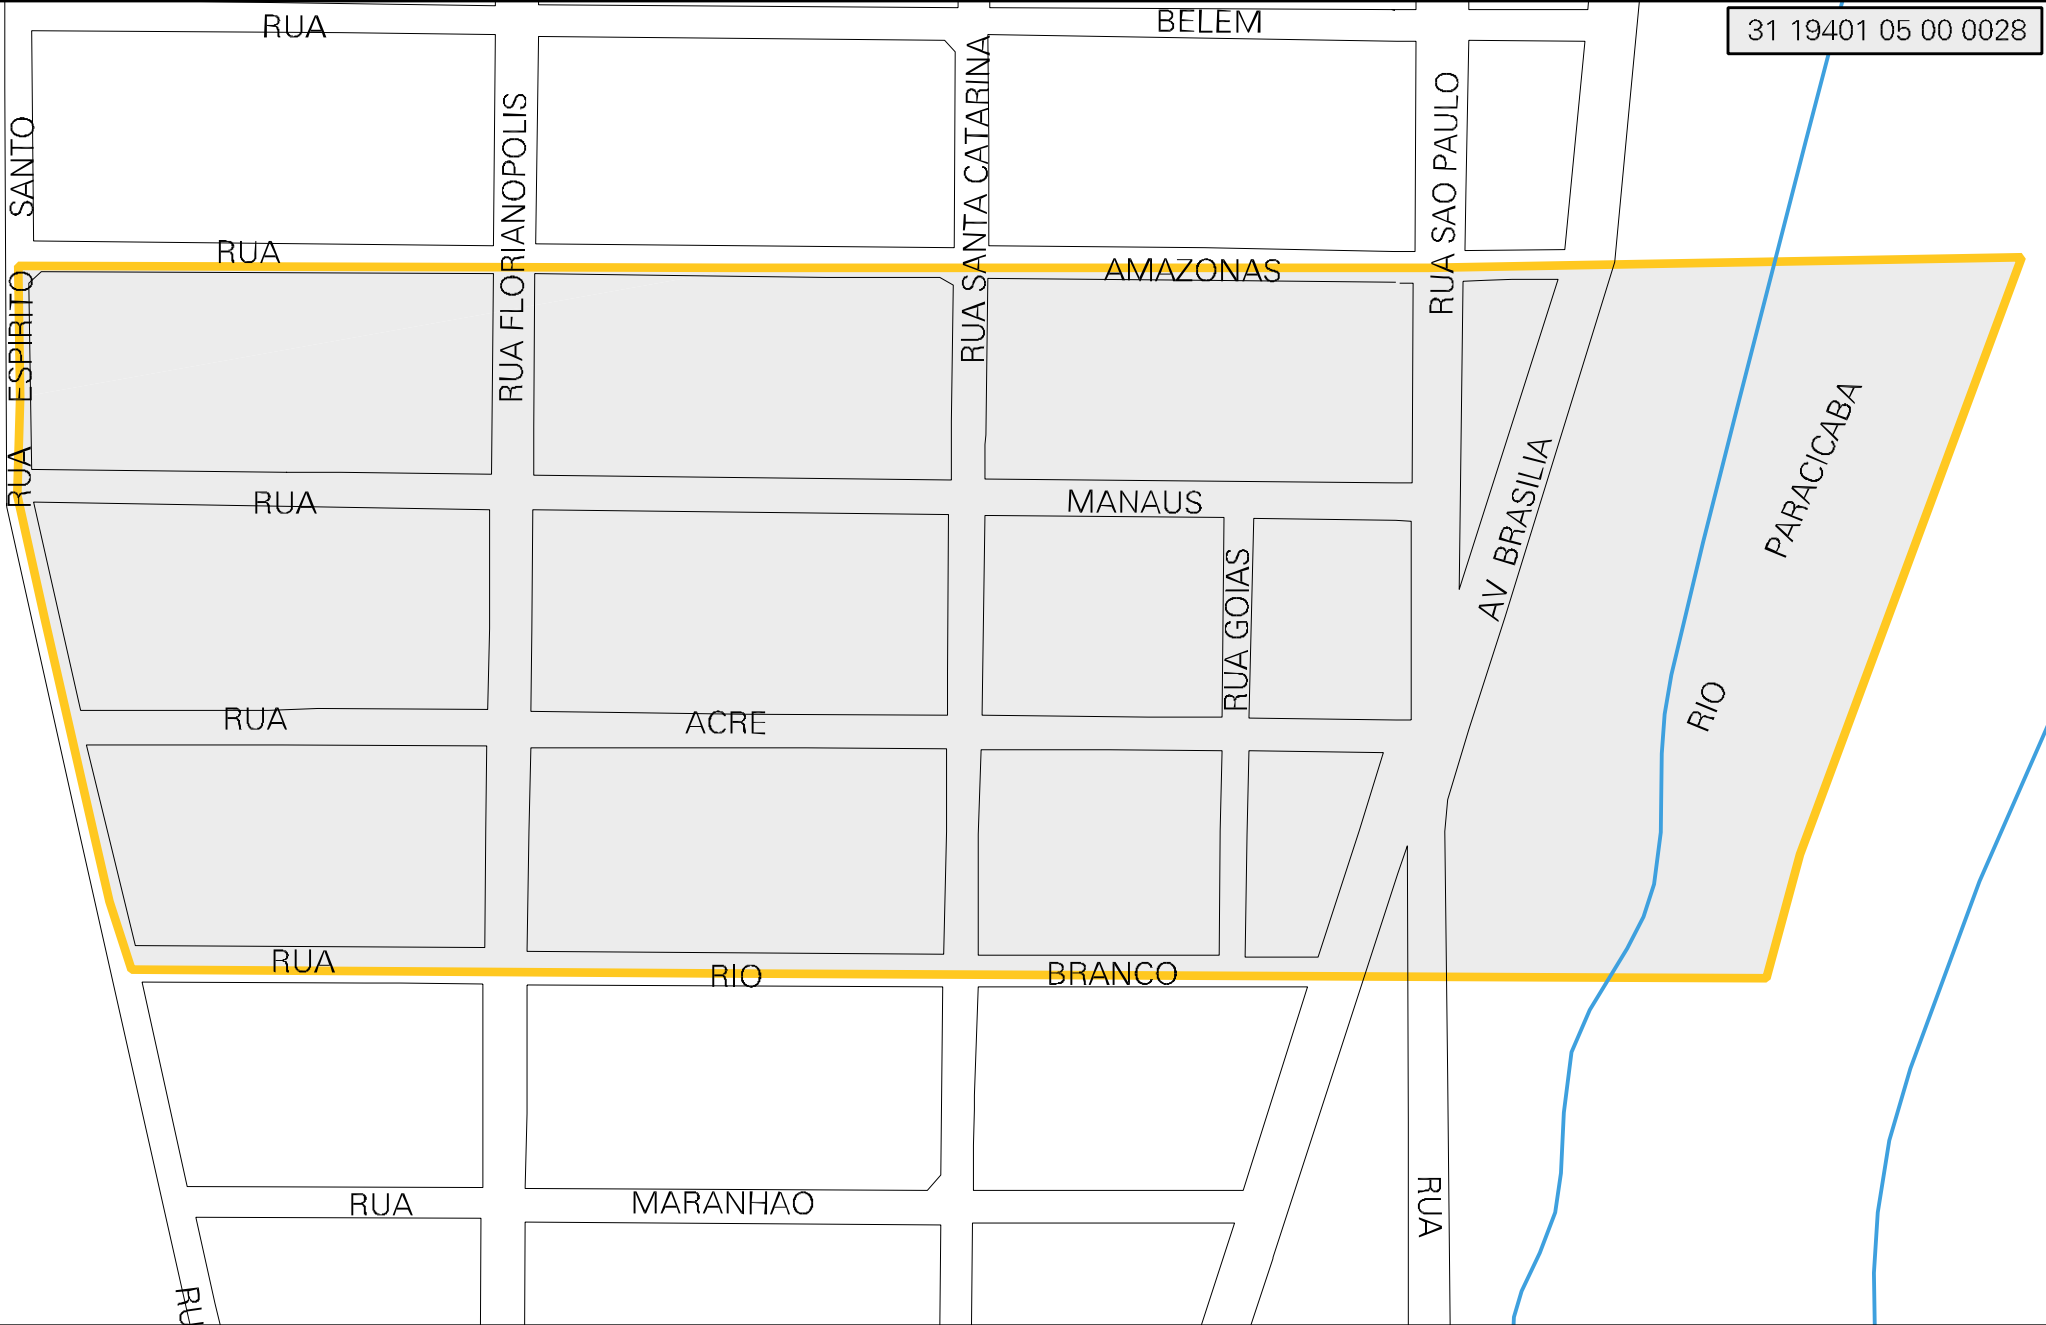 RUA
BELEM
31 19401 05 00 0028
RUA ESPIRITO SANTO
RUA FLORIANOPOLIS
RUA SANTA CATARINA
RUA SAO PAULO
RUA
AMAZONAS
RUA
MANAUS
AV BRASILIA
RIO PARACICABA
RUA GOIAS
RUA
ACRE
RUA
RIO
BRANCO
RUA
MARANHAO
RUA
RU